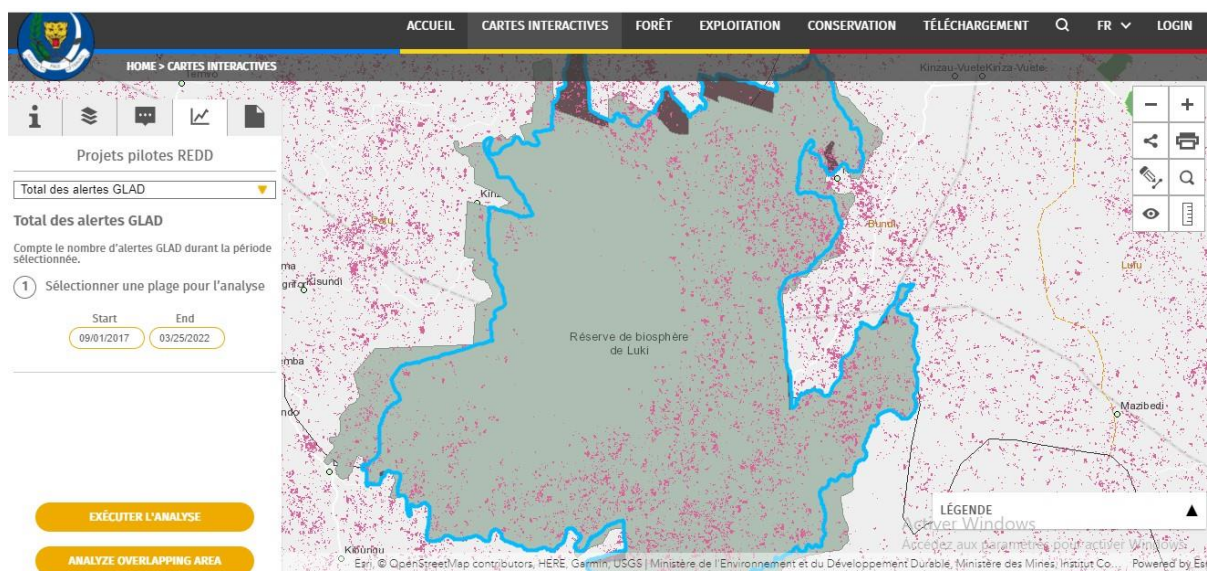 ACCUEIL CARTES INTERACTIVES FORÊT EXPLOITATION CONSERVATION TÉLÉCHARGEMENT FR LOGIN
HOME > CARTES INTERACTIVES
Kinzau-Vuete Kinza-Vuete
Projets pilotes REDD
Total des alertes GLAD
Total des alertes GLAD
Compte le nombre d'alertes GLAD durant la période
sélectionnée.
1 Sélectionner une plage pour l'analyse
Start End
09/01/2017 03/25/2022
EXÉCUTER L'ANALYSE
ANALYZE OVERLAPPING AREA
Kisundi
Réserve de biosphère
de Luki
Lufu
Mazibedi
LÉGENDE
Activer Windows
Accédez aux paramètres pour activer Windows.
Esri, © OpenStreetMap contributors, HERE, Garmin, USGS | Ministère de l'Environnement et du Développement Durable, Ministère des Mines, Institut Co... Powered by Esri